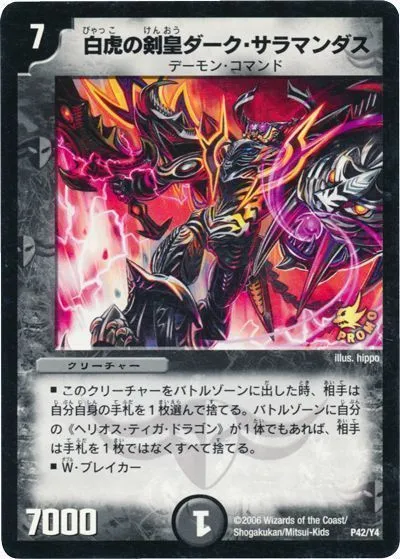 7
びゃっこ けんおう
白虎の剣皇ダーク・サラマンダス
デーモン・コマンド
PROMO
illus. hippo
クリーチャー
■ このクリーチャーをバトルゾーンに出した時、相手は
自分自身の手札を1枚選んで捨てる。バトルゾーンに自分
の《ヘリオス・ティガ・ドラゴン》が1体でもあれば、相手
は手札を1枚ではなくすべて捨てる。
■ W・ブレイカー
7000
1
©2006 Wizards of the Coast/
Shogakukan/Mitsui-Kids
P42/Y4